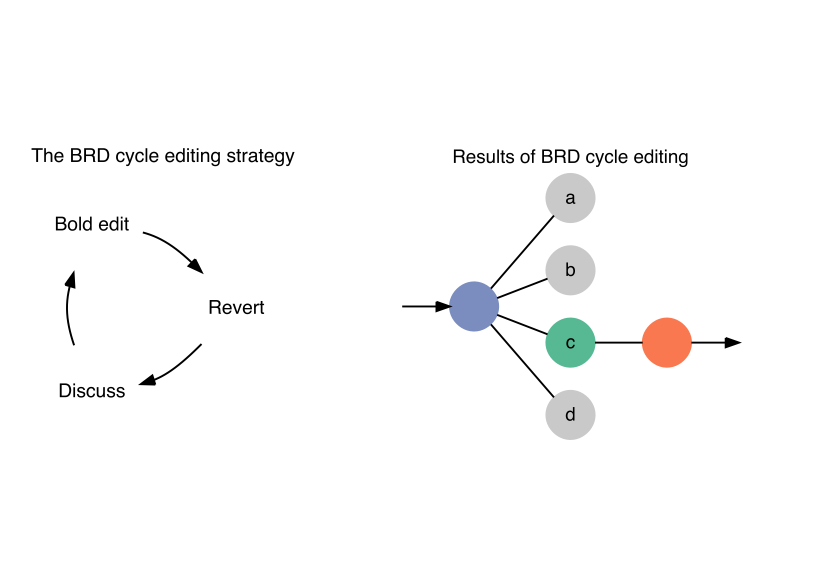 The BRD cycle editing strategy
Bold edit
Revert
Discuss
Results of BRD cycle editing
a
b
c
d